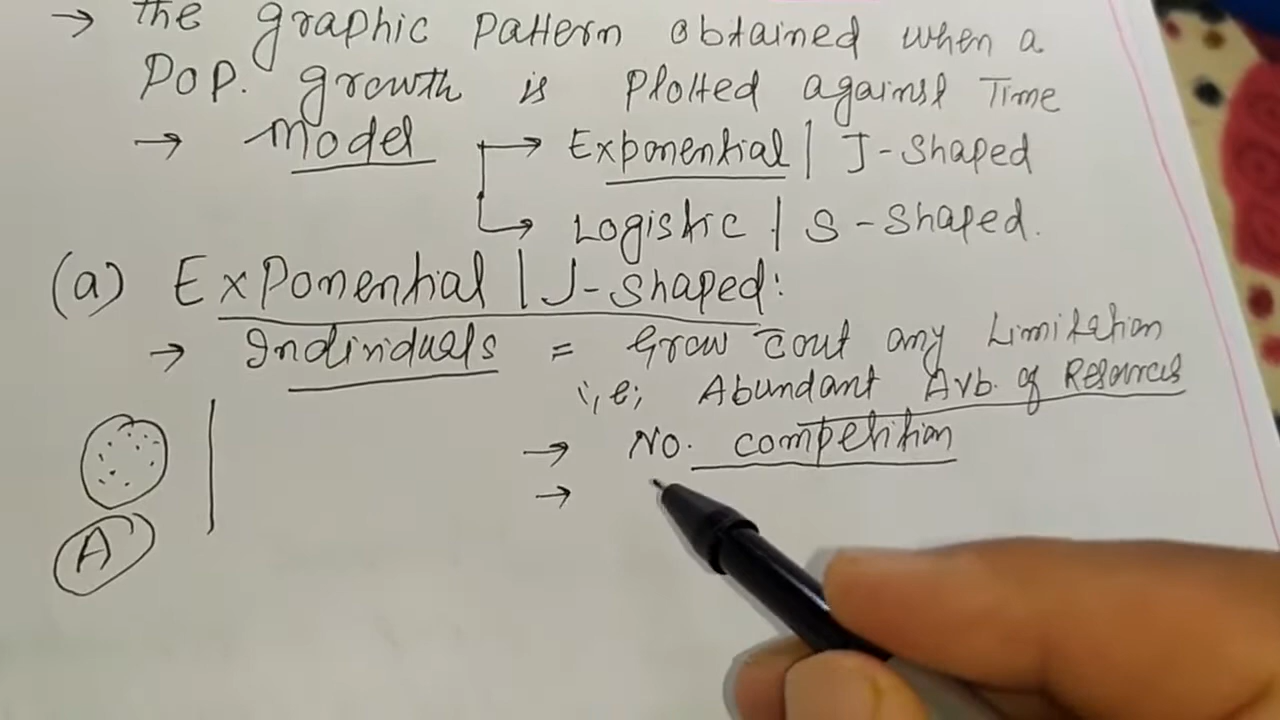 → the graphic pattern obtained when a
Pop. growth is Plotted against Time
→ Model → Exponential | J-Shaped
→ Logistic | S-Shaped.
(a) Exponential | J-Shaped:
→ Individuals = Grow c̄out any Limitation
i,e; Abundant Avb. of Resources
→ No. competition
→
A